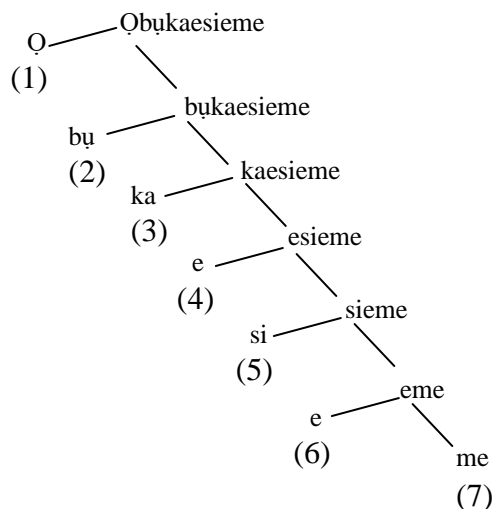 Ọbụkaesieme
Ọ
(1)
bụkaesieme
bụ
(2)
kaesieme
ka
(3)
esieme
e
(4)
sieme
si
(5)
eme
e
(6)
me
(7)